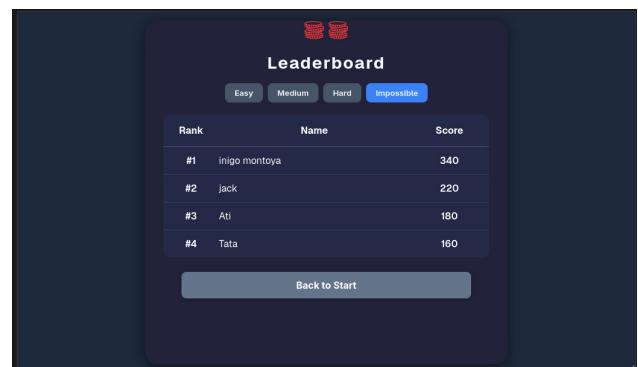 Leaderboard
Easy Medium Hard Impossible
Rank Name Score
#1 inigo montoya 340
#2 jack 220
#3 Ati 180
#4 Tata 160
Back to Start